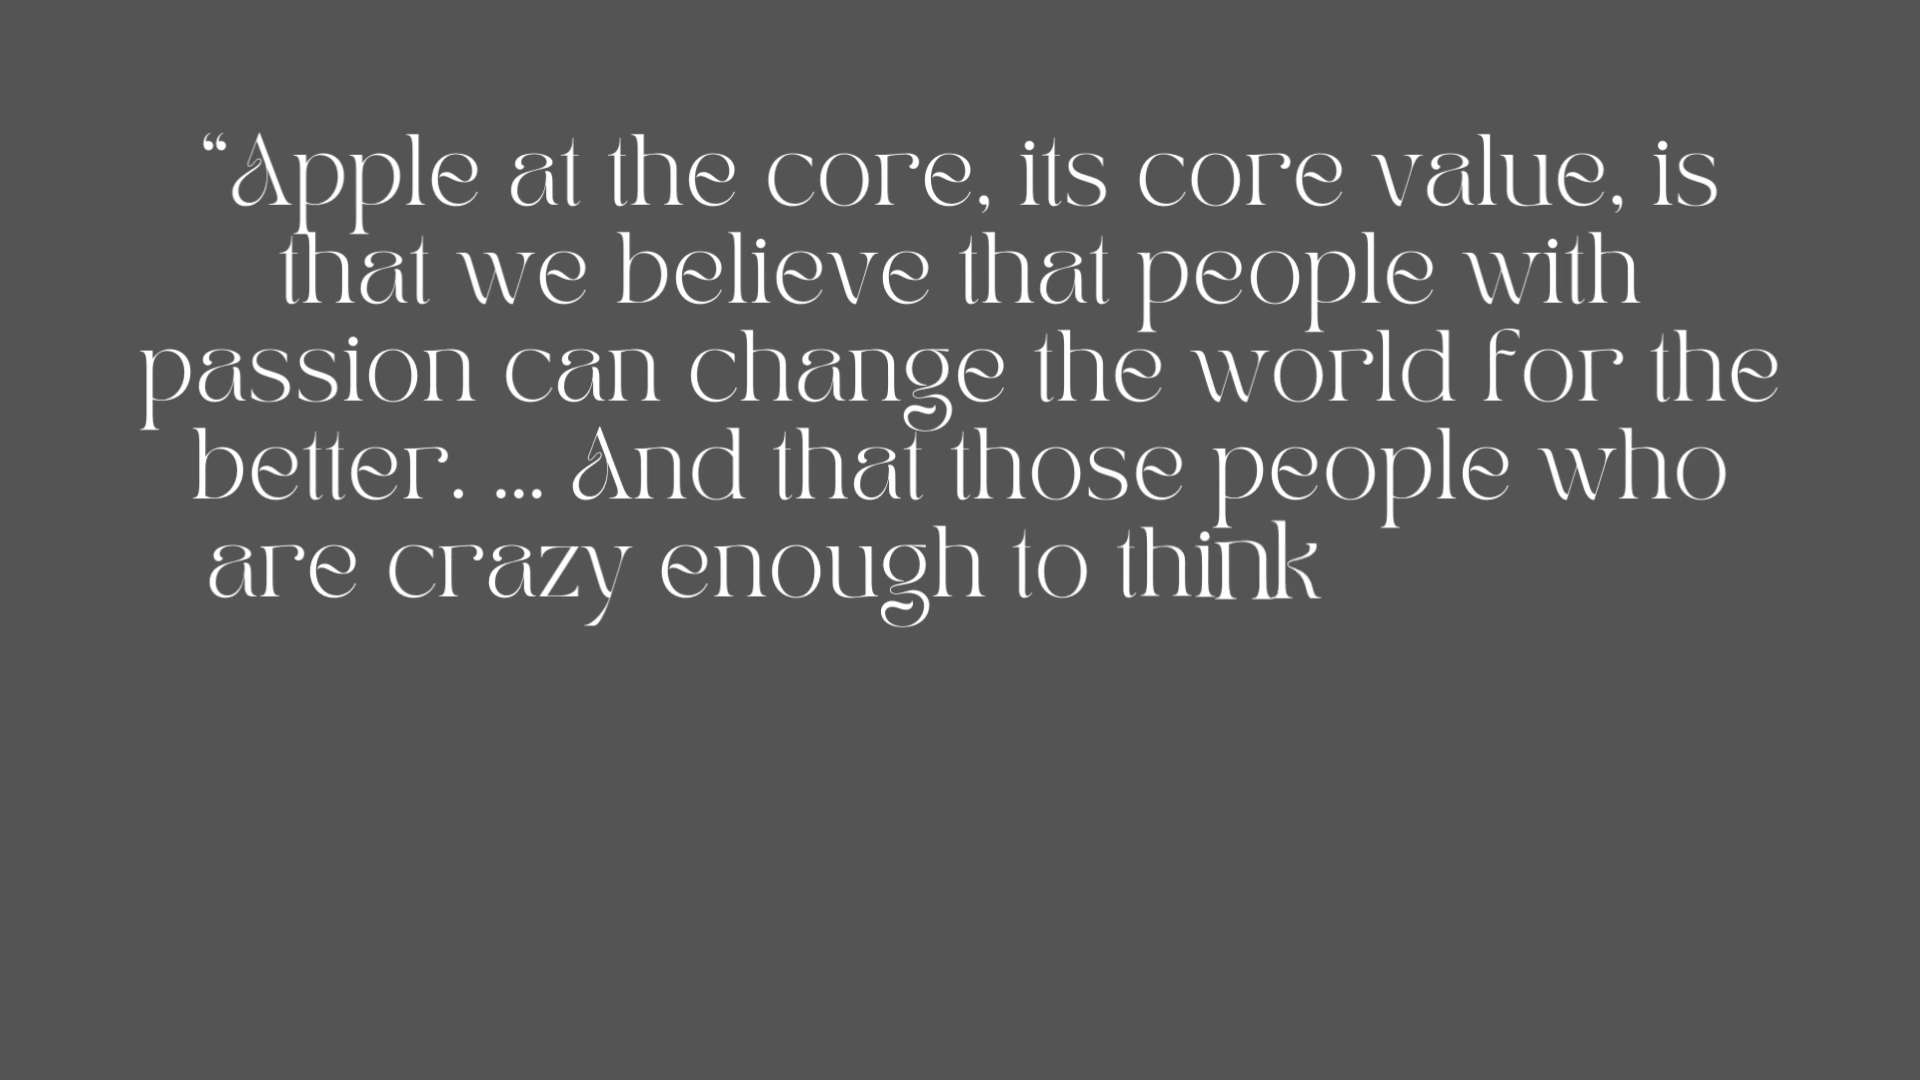 “Apple at the core, its core value, is
that we believe that people with
passion can change the world for the
better. ... And that those people who
are crazy enough to think